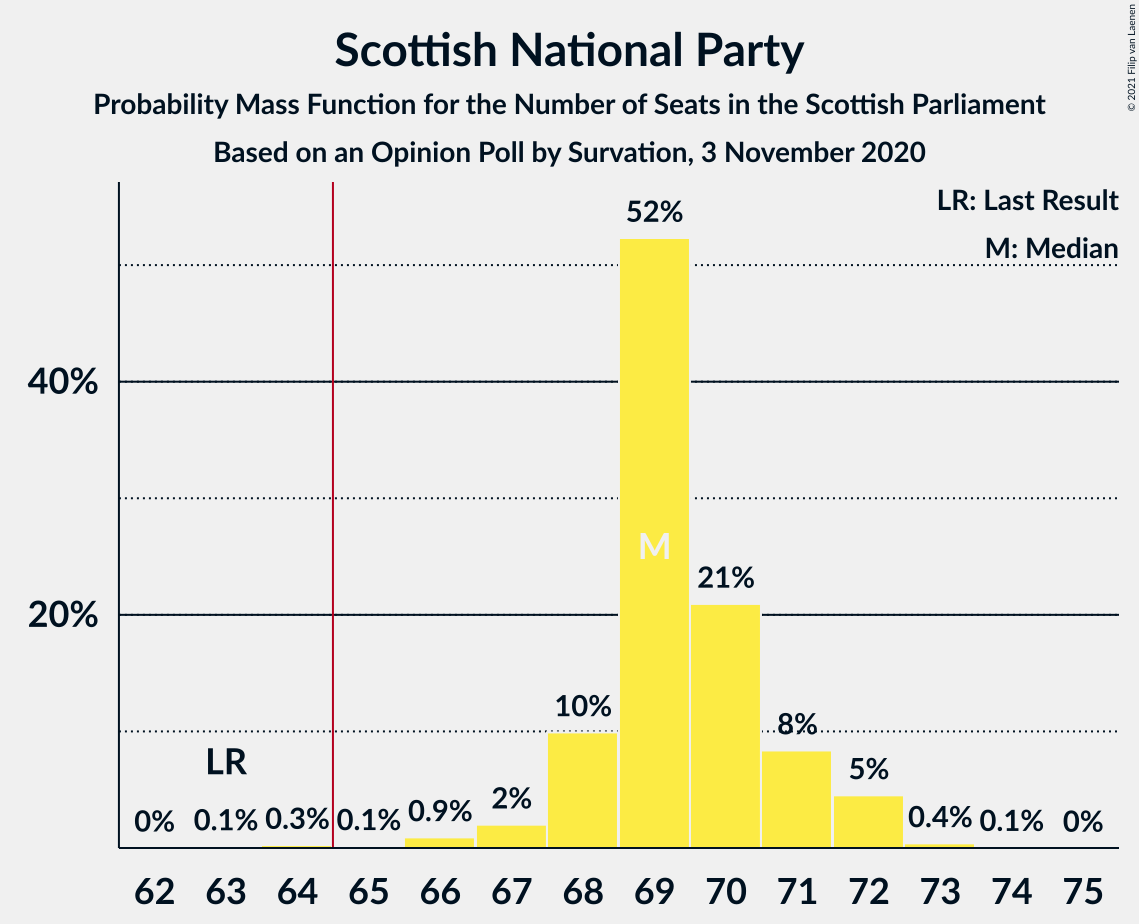 Scottish National Party
Probability Mass Function for the Number of Seats in the Scottish Parliament
Based on an Opinion Poll by Survation, 3 November 2020
© 2021 Filip van Laenen
LR: Last Result
M: Median
52%
40%
M
21%
20%
10%
8%
LR
5%
0% 0.1% 0.3% 0.1% 0.9% 2% 0.4% 0.1% 0%
62 63 64 65 66 67 68 69 70 71 72 73 74 75